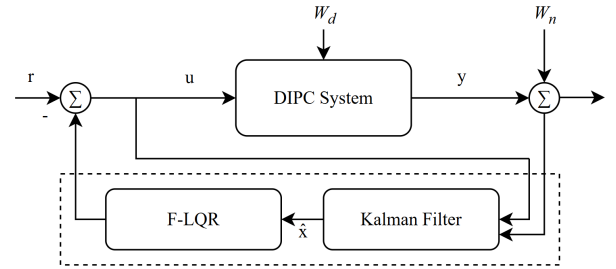 W_d
W_n
r
Σ
u
DIPC System
y
Σ
-
F-LQR
x̂
Kalman Filter